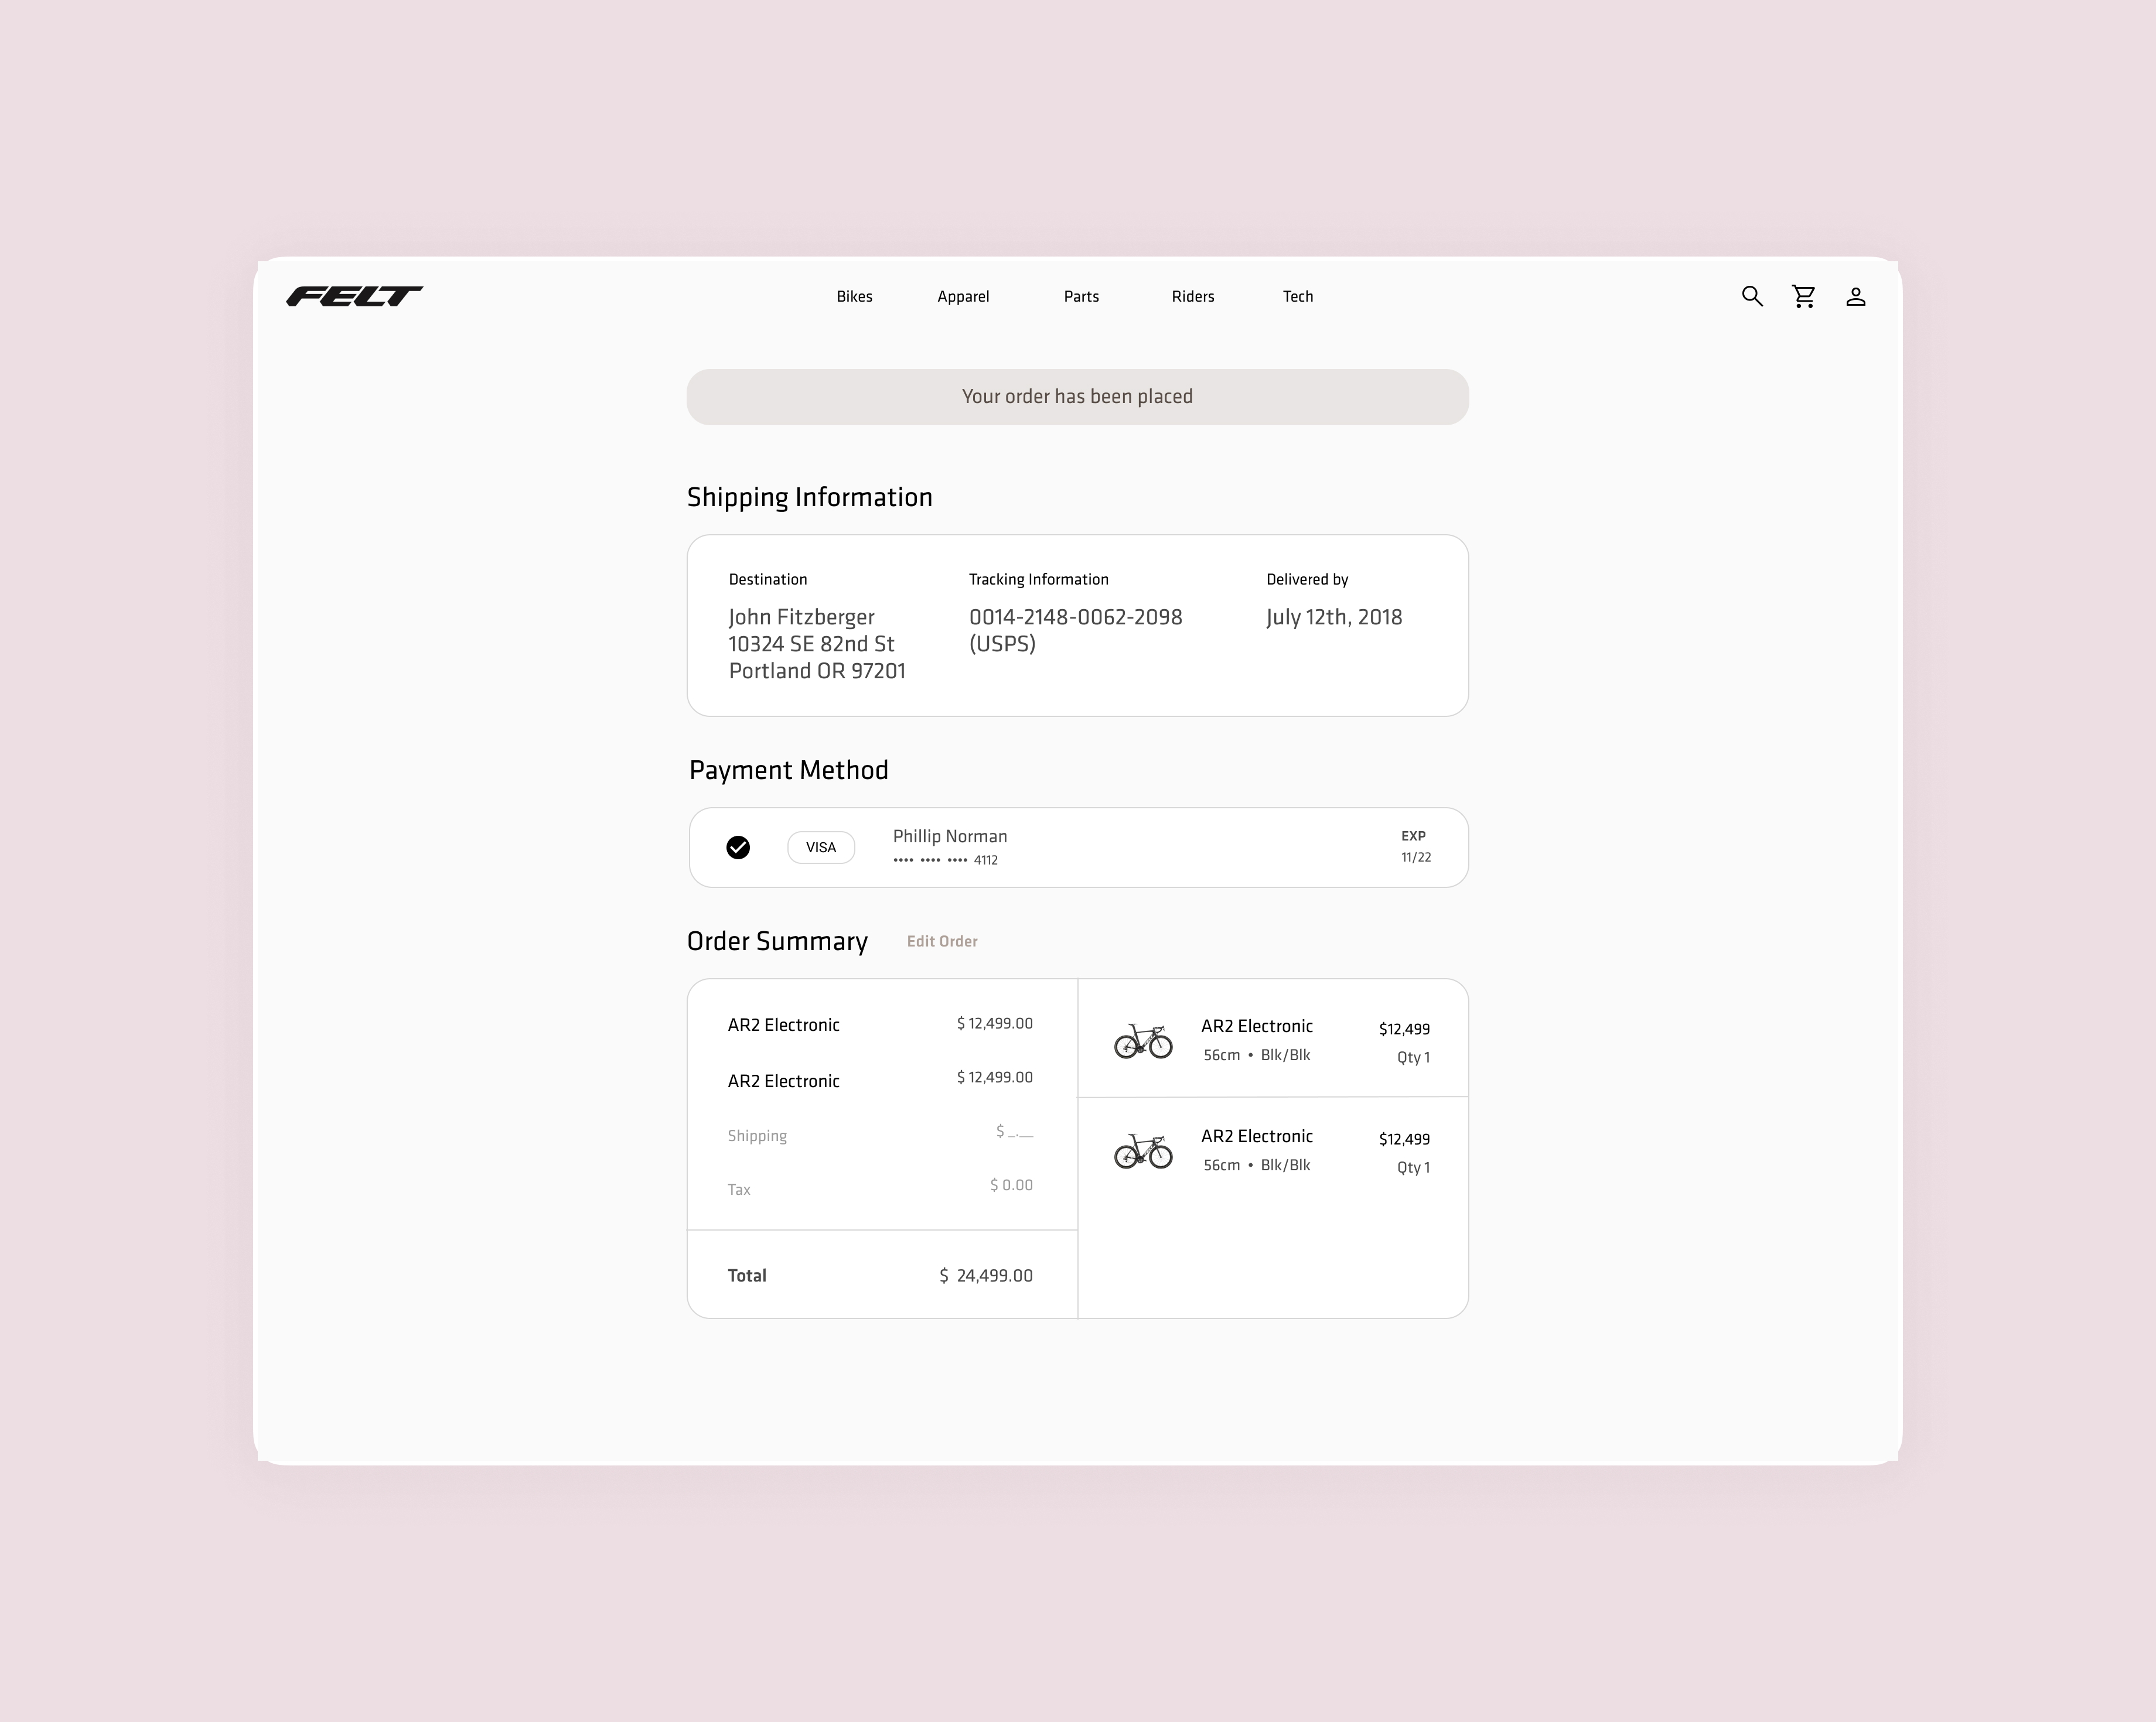 FELT
Bikes Apparel Parts Riders Tech
Your order has been placed
Shipping Information
Destination
John Fitzberger
10324 SE 82nd St
Portland OR 97201
Tracking Information
0014-2148-0062-2098
(USPS)
Delivered by
July 12th, 2018
Payment Method
VISA
Phillip Norman
•••• •••• •••• 4112
EXP
11/22
Order Summary
Edit Order
AR2 Electronic $ 12,499.00
AR2 Electronic $ 12,499.00
Shipping $ _.__
Tax $ 0.00
Total $ 24,499.00
AR2 Electronic $12,499
56cm • Blk/Blk Qty 1
AR2 Electronic $12,499
56cm • Blk/Blk Qty 1